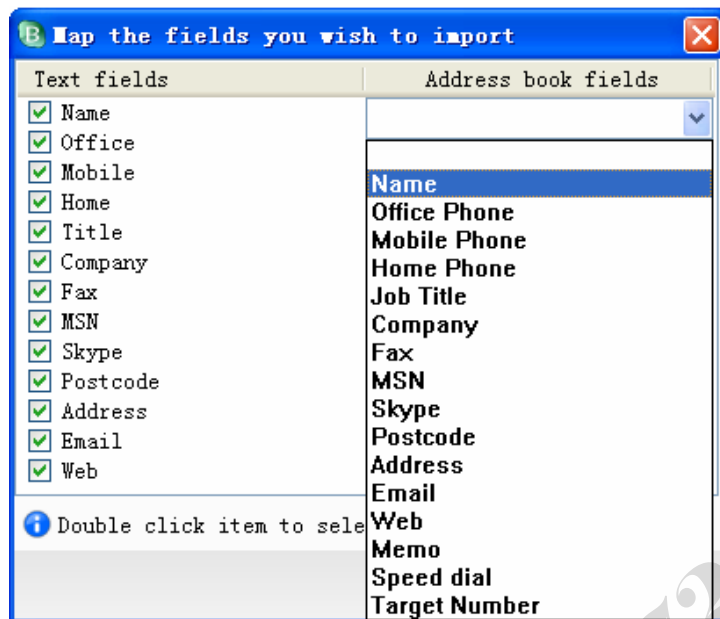 B Map the fields you wish to import
Text fields Address book fields
Name
Office
Mobile
Home
Title
Company
Fax
MSN
Skype
Postcode
Address
Email
Web
Name
Office Phone
Mobile Phone
Home Phone
Job Title
Company
Fax
MSN
Skype
Postcode
Address
Email
Web
Memo
Speed dial
Target Number
Double click item to sele